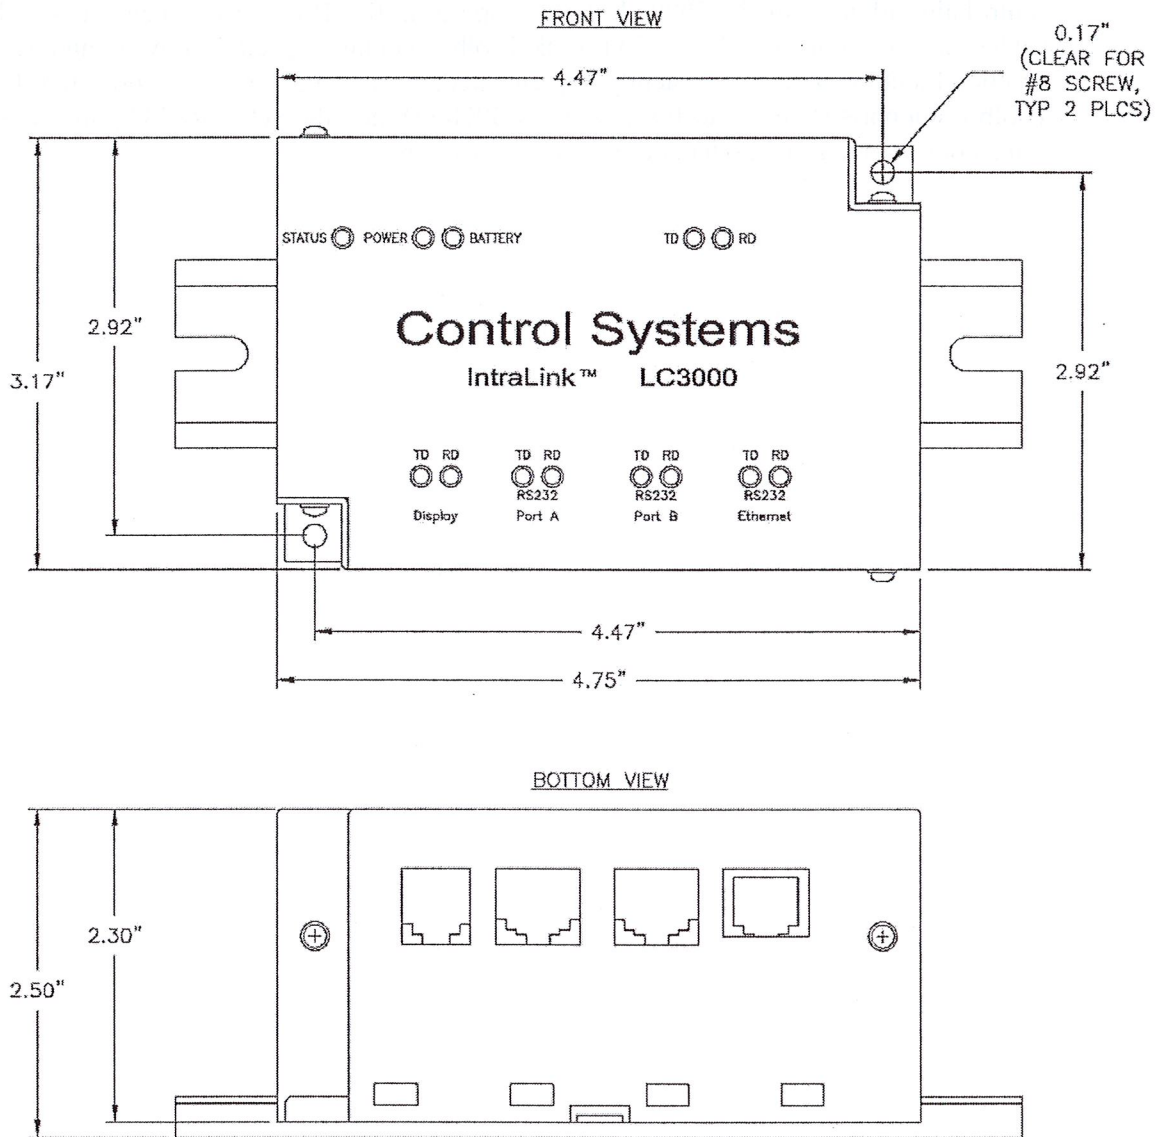 FRONT VIEW
0.17"
(CLEAR FOR
#8 SCREW,
TYP 2 PLCS)
4.47"
STATUS POWER BATTERY TD RD
2.92"
3.17"
2.92"
Control Systems
IntraLink™ LC3000
TD RD TD RD TD RD TD RD
RS232 RS232 RS232
Display Port A Port B Ethernet
4.47"
4.75"
BOTTOM VIEW
2.30"
2.50"